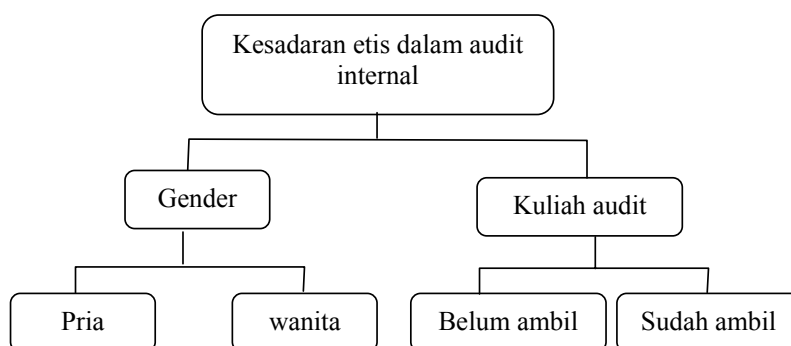 Kesadaran etis dalam audit
internal
Gender
Kuliah audit
Pria
wanita
Belum ambil
Sudah ambil